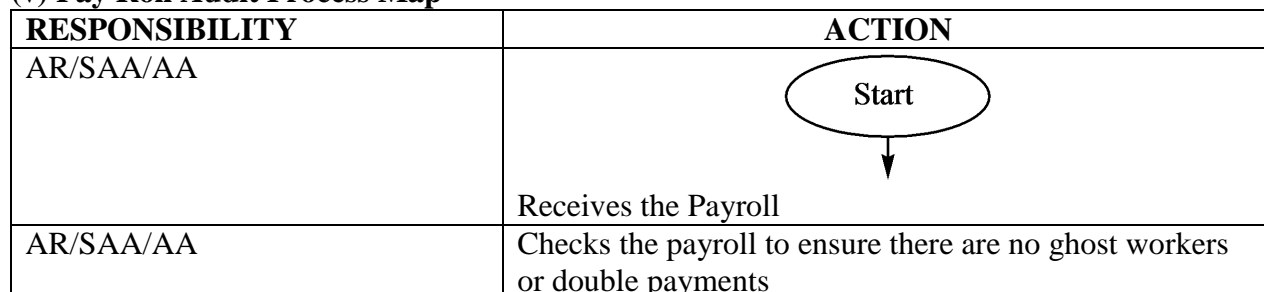 (v) Pay Roll Audit Process Map
RESPONSIBILITY ACTION
AR/SAA/AA
Start
Receives the Payroll
AR/SAA/AA
Checks the payroll to ensure there are no ghost workers
or double payments